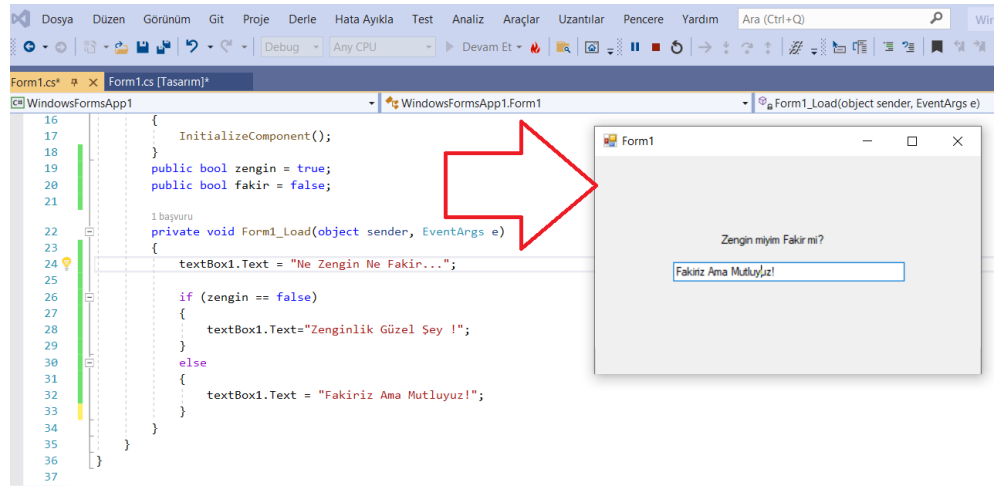 Dosya Düzen Görünüm Git Proje Derle Hata Ayıkla Test Analiz Araçlar Uzantılar Pencere Yardım Ara (Ctrl+Q) Wir
Debug Any CPU Devam Et
Form1.cs* Form1.cs [Tasarım]*
C# WindowsFormsApp1 WindowsFormsApp1.Form1 Form1_Load(object sender, EventArgs e)
16 {
17 InitializeComponent();
18 }
19 public bool zengin = true;
20 public bool fakir = false;
21
1 başvuru
22 private void Form1_Load(object sender, EventArgs e)
23 {
24 textBox1.Text = "Ne Zengin Ne Fakir...";
25
26 if (zengin == false)
27 {
28 textBox1.Text="Zenginlik Güzel Şey !";
29 }
30 else
31 {
32 textBox1.Text = "Fakiriz Ama Mutluyuz!";
33 }
34 }
35 }
36 }
37
Form1
Zengin miyim Fakir mi?
Fakiriz Ama Mutluyuz!